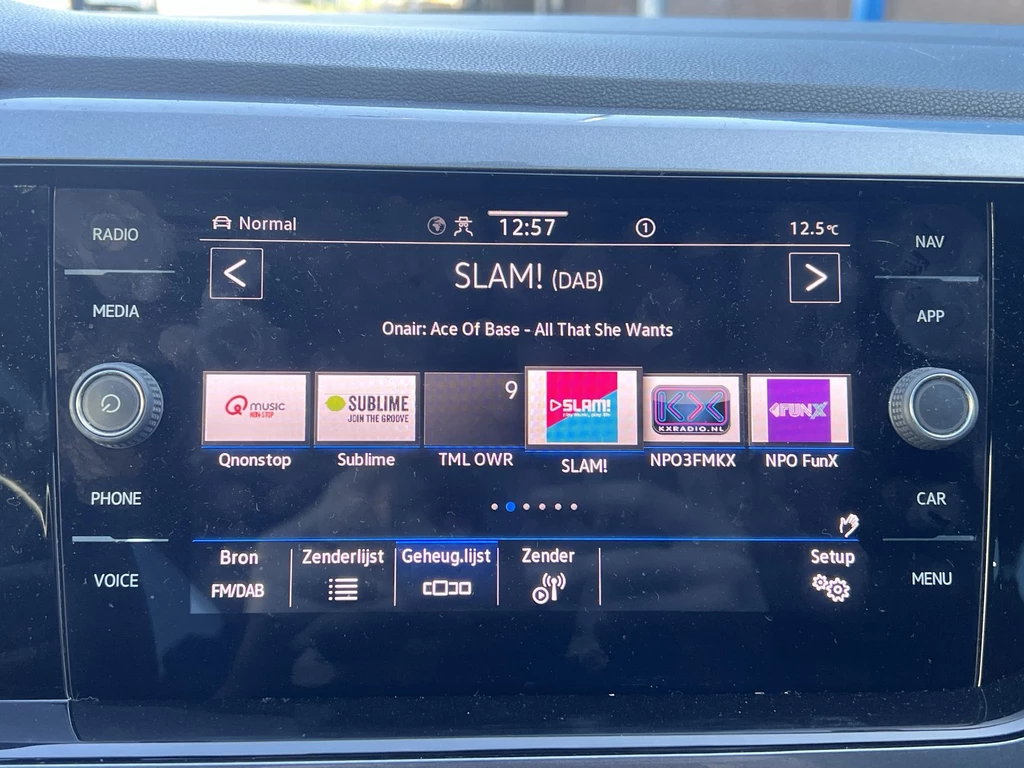 RADIO
MEDIA
PHONE
VOICE
Normal
12:57
1
12.5°C
SLAM! (DAB)
Onair: Ace Of Base - All That She Wants
Q music
NON-STOP
SUBLIME
JOIN THE GROOVE
9
SLAM!
KX
KXRADIO.NL
FUNX
Qnonstop
Sublime
TML OWR
SLAM!
NPO3FMKX
NPO FunX
Bron
FM/DAB
Zenderlijst
Geheug.lijst
Zender
Setup
NAV
APP
CAR
MENU